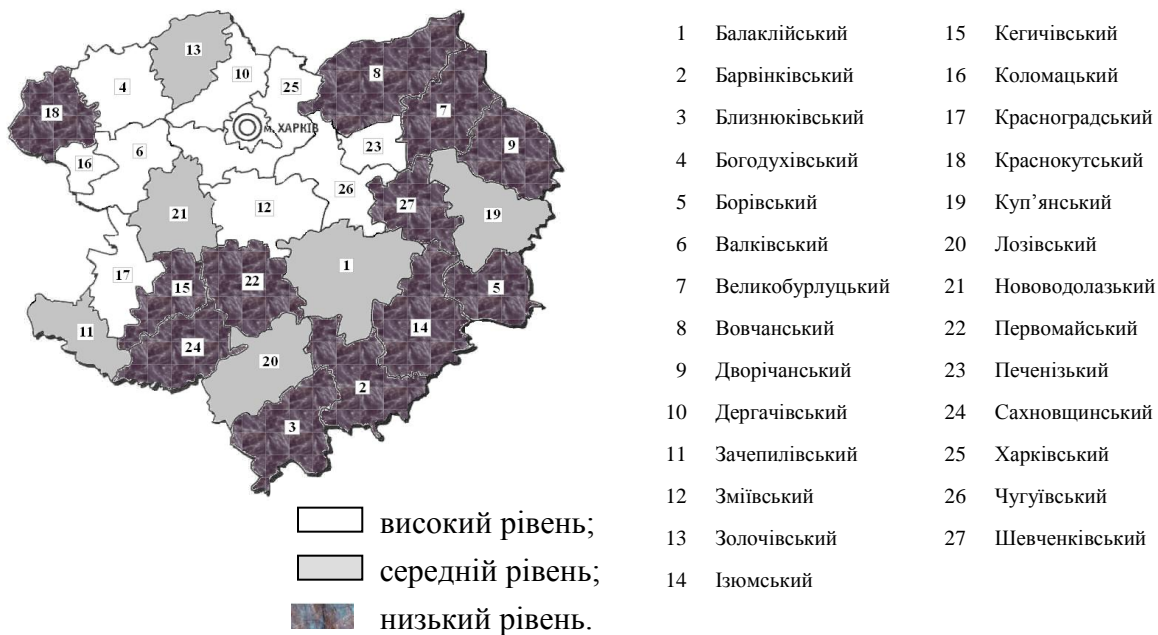 13
10
4
25
8
18
м. ХАРКІВ
7
6
23
9
16
26
12
27
21
19
1
17
15
22
5
11
14
24
20
2
3
високий рівень;
середній рівень;
низький рівень.
1 Балаклійський
2 Барвінківський
3 Близнюківський
4 Богодухівський
5 Борівський
6 Валківський
7 Великобурлуцький
8 Вовчанський
9 Дворічанський
10 Дергачівський
11 Зачепилівський
12 Зміївський
13 Золочівський
14 Ізюмський
15 Кегичівський
16 Коломацький
17 Красноградський
18 Краснокутський
19 Куп’янський
20 Лозівський
21 Нововодолазький
22 Первомайський
23 Печенізький
24 Сахновщинський
25 Харківський
26 Чугуївський
27 Шевченківський